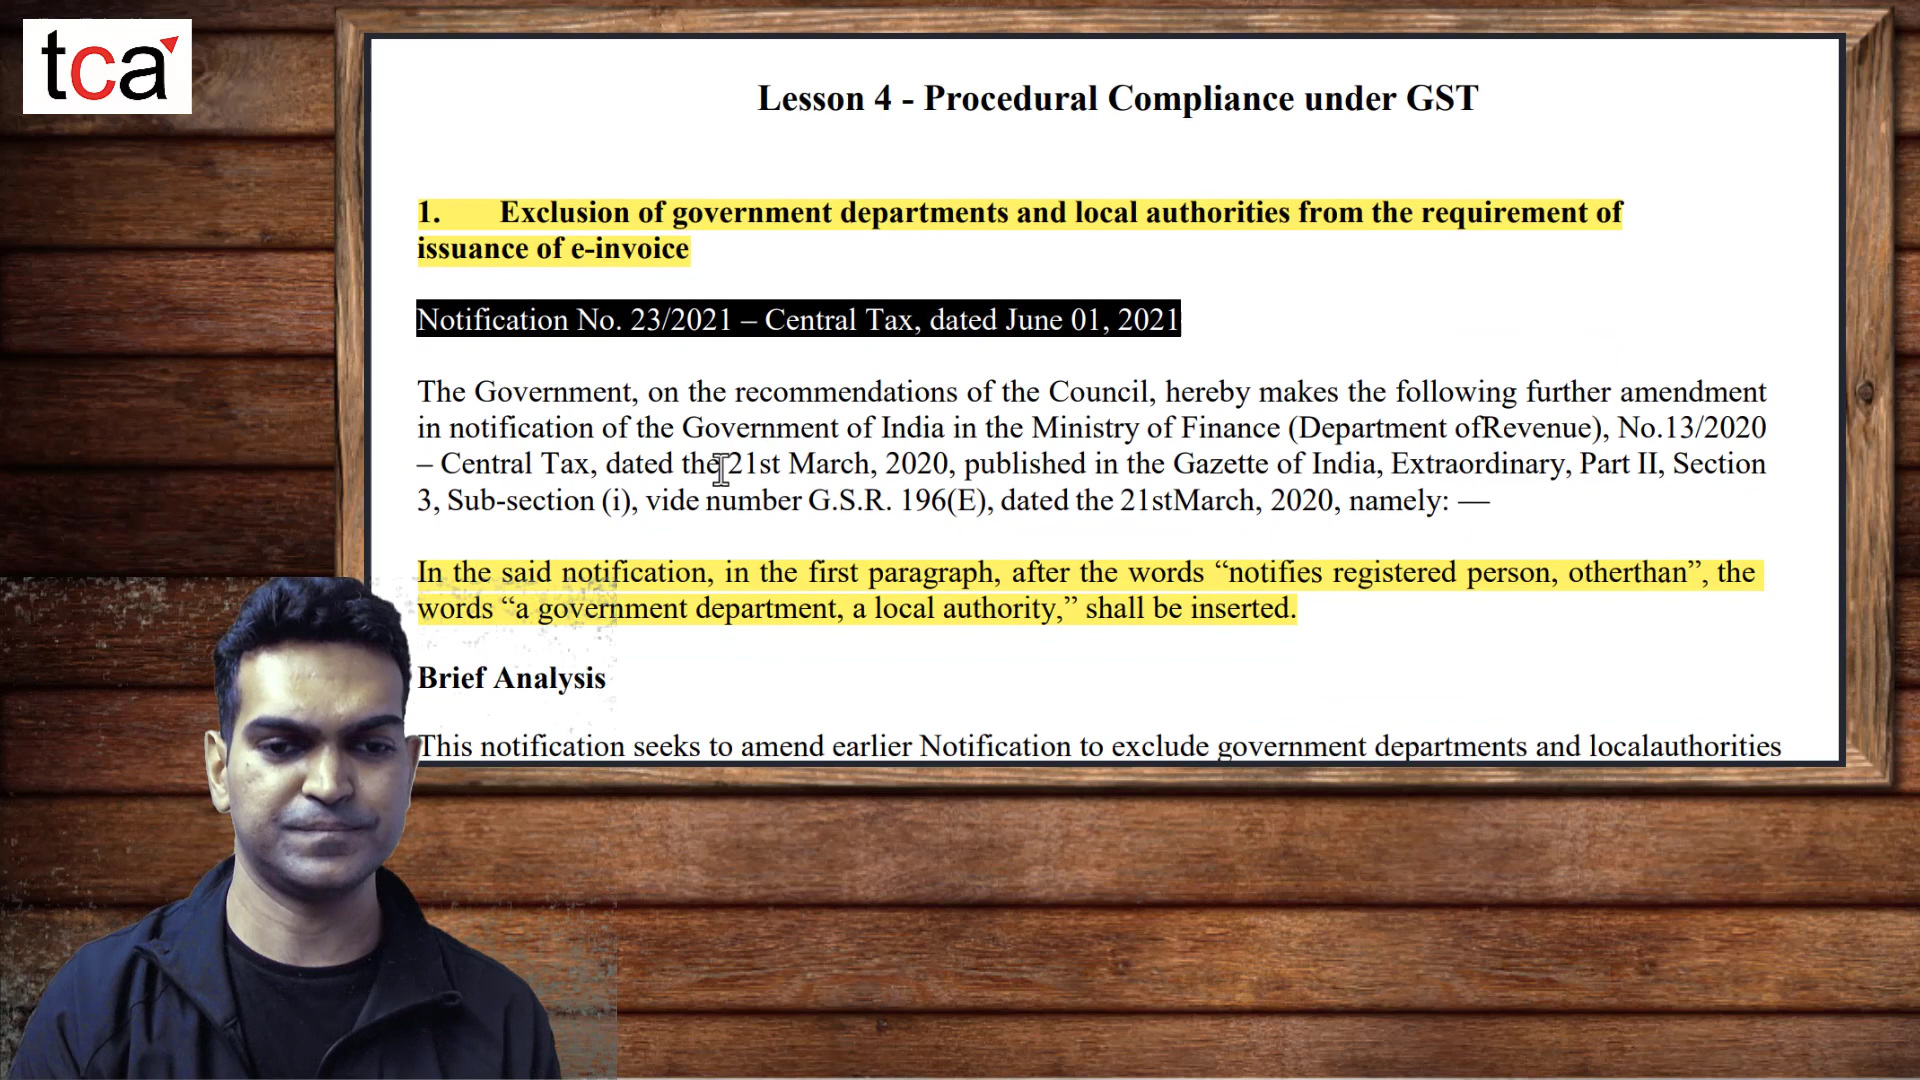 tca
Lesson 4 - Procedural Compliance under GST
1. Exclusion of government departments and local authorities from the requirement of
issuance of e-invoice
Notification No. 23/2021 – Central Tax, dated June 01, 2021
The Government, on the recommendations of the Council, hereby makes the following further amendment
in notification of the Government of India in the Ministry of Finance (Department ofRevenue), No.13/2020
– Central Tax, dated the 21st March, 2020, published in the Gazette of India, Extraordinary, Part II, Section
3, Sub-section (i), vide number G.S.R. 196(E), dated the 21stMarch, 2020, namely: —
In the said notification, in the first paragraph, after the words “notifies registered person, otherthan”, the
words “a government department, a local authority,” shall be inserted.
Brief Analysis
This notification seeks to amend earlier Notification to exclude government departments and localauthorities